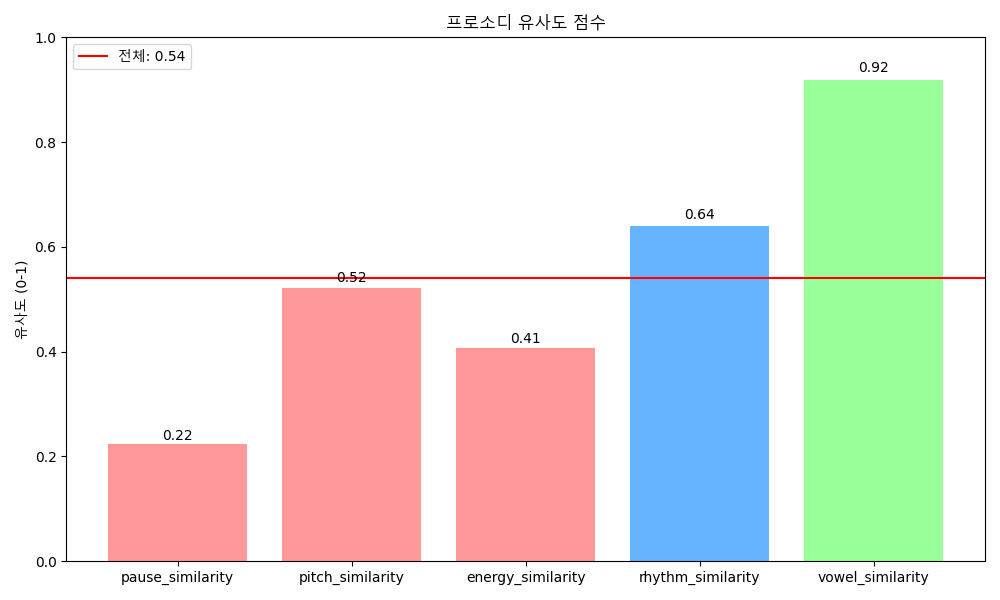 프로소디 유사도 점수
전체: 0.54
유사도 (0-1)
1.0
0.8
0.6
0.4
0.2
0.0
0.22
0.52
0.41
0.64
0.92
pause_similarity
pitch_similarity
energy_similarity
rhythm_similarity
vowel_similarity